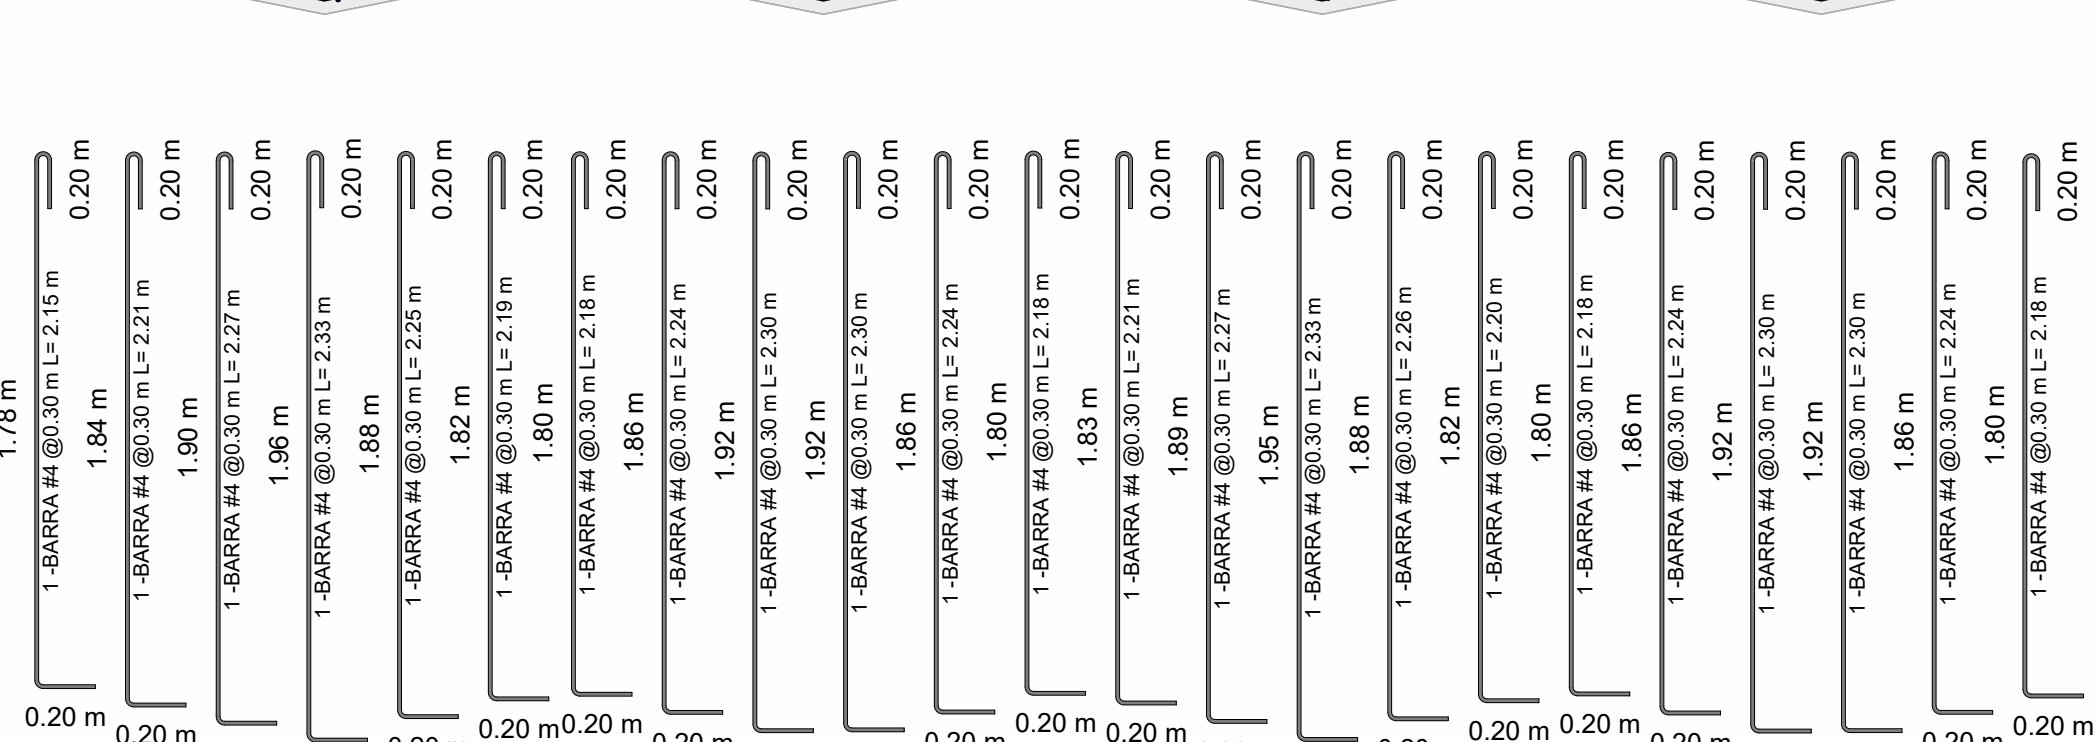 1.78 m
1 -BARRA #4 @0.30 m L= 2.15 m
0.20 m
0.20 m
1.84 m
1 -BARRA #4 @0.30 m L= 2.21 m
0.20 m
0.20 m
1.90 m
1 -BARRA #4 @0.30 m L= 2.27 m
0.20 m
1.96 m
1 -BARRA #4 @0.30 m L= 2.33 m
0.20 m
1.88 m
1 -BARRA #4 @0.30 m L= 2.25 m
0.20 m
1.82 m
1 -BARRA #4 @0.30 m L= 2.19 m
0.20 m
0.20 m
1.80 m
1 -BARRA #4 @0.30 m L= 2.18 m
0.20 m
0.20 m
1.86 m
1 -BARRA #4 @0.30 m L= 2.24 m
0.20 m
0.20 m
1.92 m
1 -BARRA #4 @0.30 m L= 2.30 m
0.20 m
1.92 m
1 -BARRA #4 @0.30 m L= 2.30 m
0.20 m
1.86 m
1 -BARRA #4 @0.30 m L= 2.24 m
0.20 m
0.20 m
1.80 m
1 -BARRA #4 @0.30 m L= 2.18 m
0.20 m
0.20 m
1.83 m
1 -BARRA #4 @0.30 m L= 2.21 m
0.20 m
0.20 m
1.89 m
1 -BARRA #4 @0.30 m L= 2.27 m
0.20 m
1.95 m
1 -BARRA #4 @0.30 m L= 2.33 m
0.20 m
1.88 m
1 -BARRA #4 @0.30 m L= 2.26 m
0.20 m
1.82 m
1 -BARRA #4 @0.30 m L= 2.20 m
0.20 m
0.20 m
1.80 m
1 -BARRA #4 @0.30 m L= 2.18 m
0.20 m
0.20 m
1.86 m
1 -BARRA #4 @0.30 m L= 2.24 m
0.20 m
0.20 m
1.92 m
1 -BARRA #4 @0.30 m L= 2.30 m
0.20 m
1.92 m
1 -BARRA #4 @0.30 m L= 2.30 m
0.20 m
1.86 m
1 -BARRA #4 @0.30 m L= 2.24 m
0.20 m
0.20 m
1.80 m
1 -BARRA #4 @0.30 m L= 2.18 m
0.20 m
0.20 m